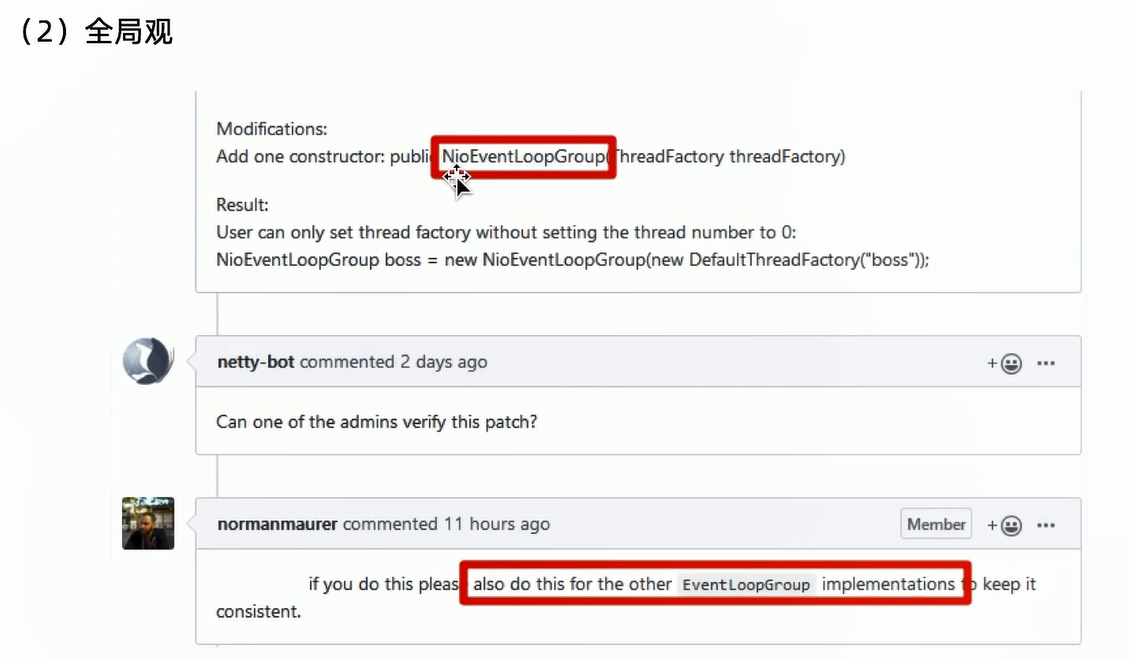 （2）全局观
Modifications:
Add one constructor: public NioEventLoopGroup(ThreadFactory threadFactory)
Result:
User can only set thread factory without setting the thread number to 0:
NioEventLoopGroup boss = new NioEventLoopGroup(new DefaultThreadFactory("boss"));
netty-bot commented 2 days ago
Can one of the admins verify this patch?
normanmaurer commented 11 hours ago Member
if you do this please also do this for the other EventLoopGroup implementations to keep it
consistent.